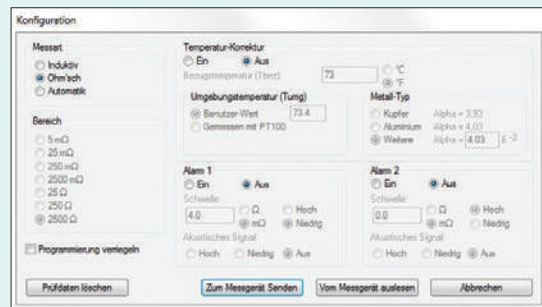 Konfiguration
Messart
Induktiv
Ohm'sch
Automatik
Bereich
5 mΩ
25 mΩ
250 mΩ
2500 mΩ
25 Ω
250 Ω
2500 Ω
Programmierung verriegeln
Temperatur-Korrektur
Ein Aus
Bezugstemperatur (Tbez) 73 °C
°F
Umgebungstemperatur (Tumg)
Benutzer-Wert 73.4
Gemessen mit PT100
Metall-Typ
Kupfer Alpha = 3,93
Aluminium Alpha = 4,03
Weitere Alpha = 4.03 E -3
Alarm 1
Ein Aus
Schwelle:
4.0 Ω Hoch
mΩ Niedrig
Akustisches Signal
Hoch Niedrig Aus
Alarm 2
Ein Aus
Schwelle:
0.0 Ω Hoch
mΩ Niedrig
Akustisches Signal
Hoch Niedrig Aus
Prüfdaten löschen Zum Messgerät Senden Vom Messgerät auslesen Abbrechen